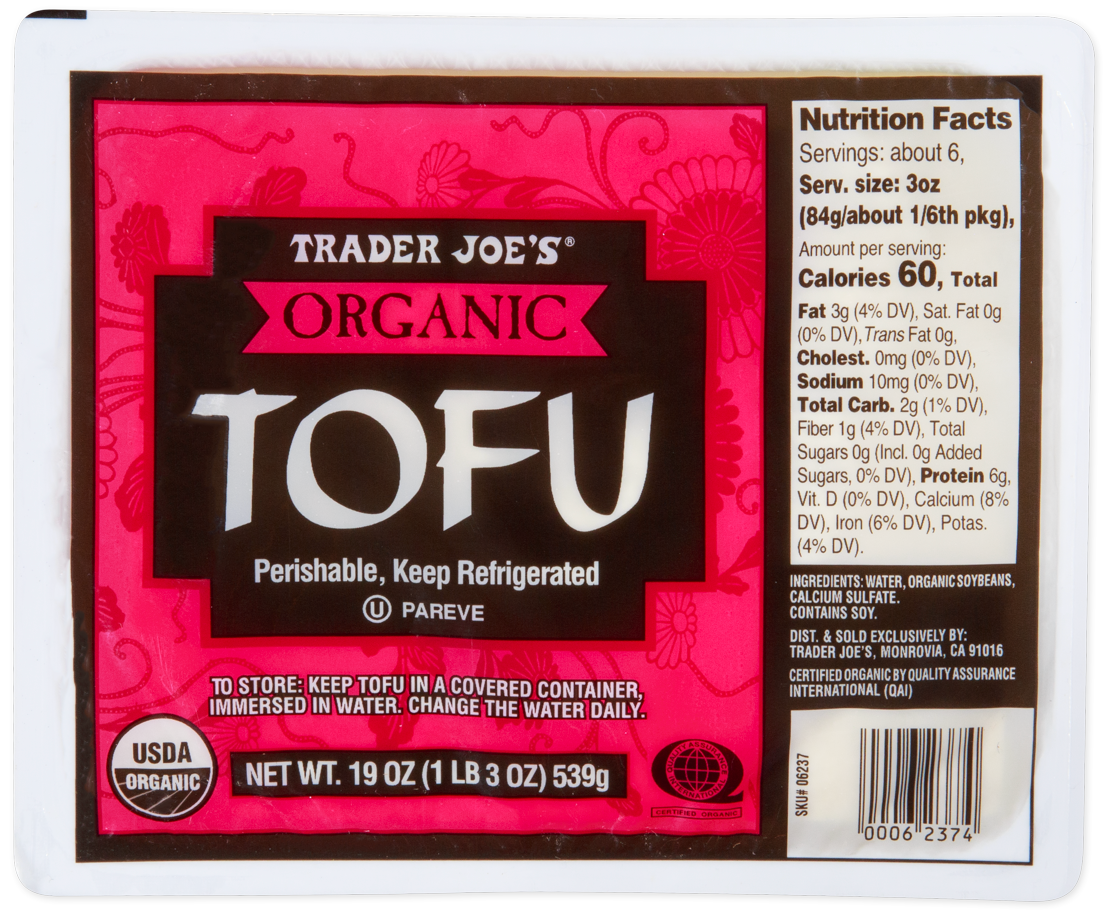 TRADER JOE'S®
ORGANIC
TOFU
Perishable, Keep Refrigerated
U PAREVE
TO STORE: KEEP TOFU IN A COVERED CONTAINER,
IMMERSED IN WATER. CHANGE THE WATER DAILY.
USDA
ORGANIC
NET WT. 19 OZ (1 LB 3 OZ) 539g
QUALITY ASSURANCE
INTERNATIONAL
CERTIFIED ORGANIC
Nutrition Facts
Servings: about 6,
Serv. size: 3oz
(84g/about 1/6th pkg),
Amount per serving:
Calories 60, Total
Fat 3g (4% DV), Sat. Fat 0g
(0% DV), Trans Fat 0g,
Cholest. 0mg (0% DV),
Sodium 10mg (0% DV),
Total Carb. 2g (1% DV),
Fiber 1g (4% DV), Total
Sugars 0g (Incl. 0g Added
Sugars, 0% DV), Protein 6g,
Vit. D (0% DV), Calcium (8%
DV), Iron (6% DV), Potas.
(4% DV).
INGREDIENTS: WATER, ORGANIC SOYBEANS,
CALCIUM SULFATE.
CONTAINS SOY.
DIST. & SOLD EXCLUSIVELY BY:
TRADER JOE'S, MONROVIA, CA 91016
CERTIFIED ORGANIC BY QUALITY ASSURANCE
INTERNATIONAL (QAI)
SKU# 06237
0006 2374